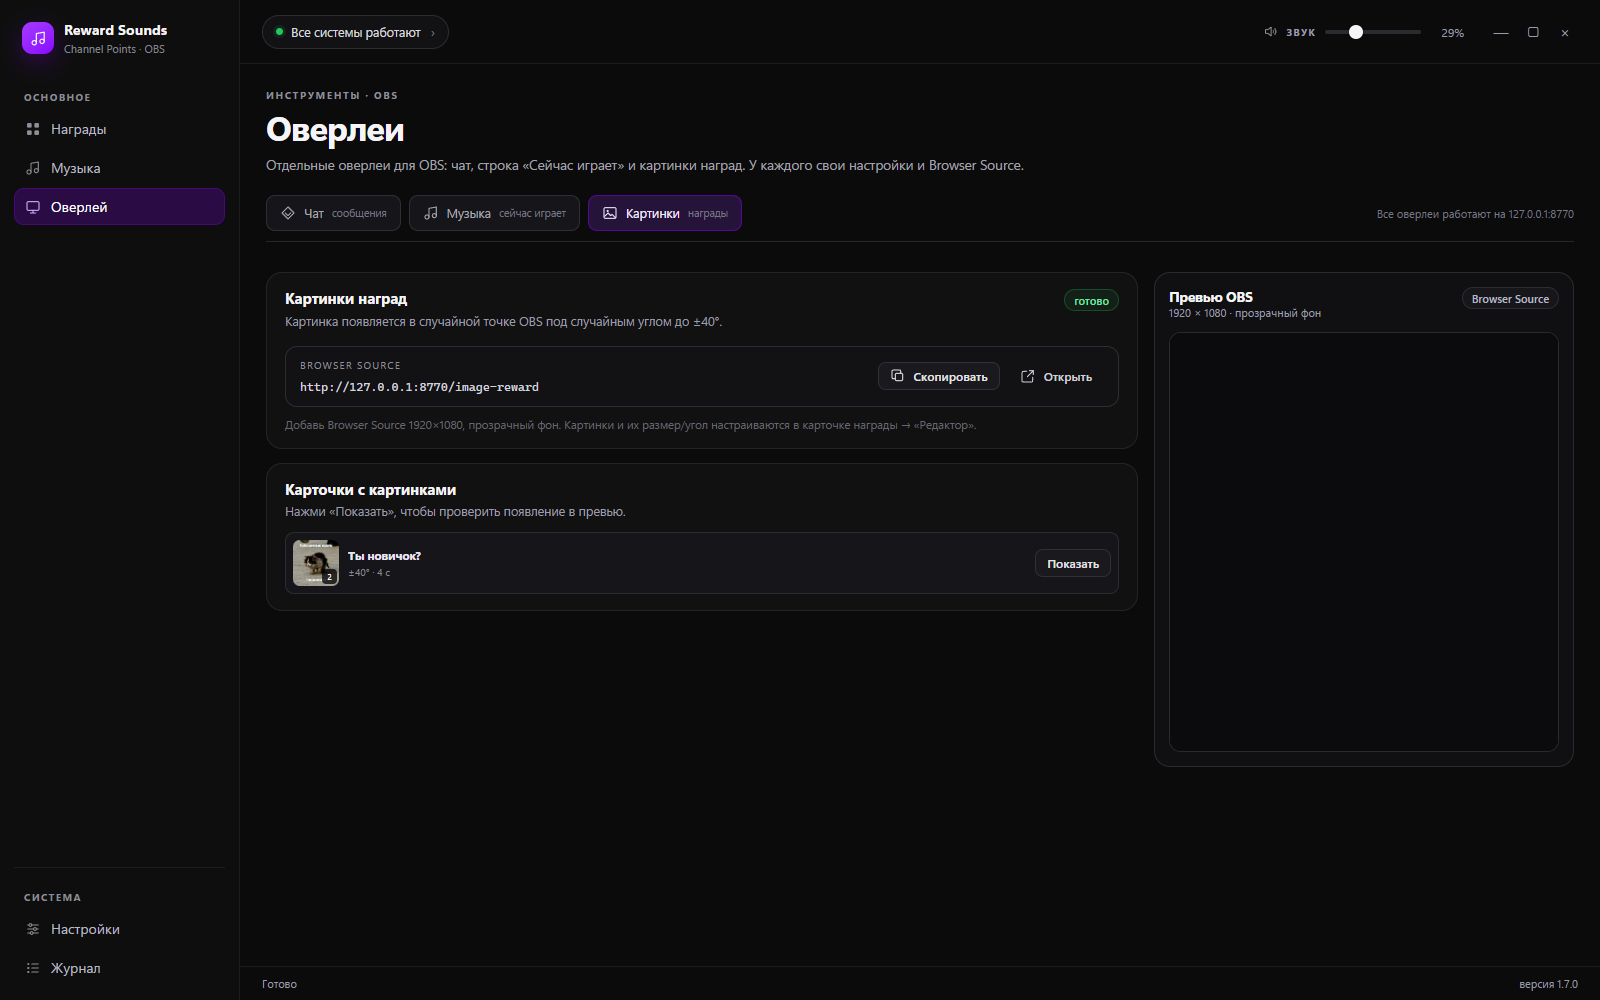 Reward Sounds
Channel Points · OBS
ОСНОВНОЕ
Награды
Музыка
Оверлей
СИСТЕМА
Настройки
Журнал
Все системы работают ›
ЗВУК 29%
ИНСТРУМЕНТЫ · OBS
Оверлеи
Отдельные оверлеи для OBS: чат, строка «Сейчас играет» и картинки наград. У каждого свои настройки и Browser Source.
Чат сообщения
Музыка сейчас играет
Картинки награды
Все оверлеи работают на 127.0.0.1:8770
Картинки наград
готово
Картинка появляется в случайной точке OBS под случайным углом до ±40°.
BROWSER SOURCE
http://127.0.0.1:8770/image-reward
Скопировать
Открыть
Добавь Browser Source 1920×1080, прозрачный фон. Картинки и их размер/угол настраиваются в карточке награды → «Редактор».
Карточки с картинками
Нажми «Показать», чтобы проверить появление в превью.
2
Ты новичок?
±40° · 4 с
Показать
Превью OBS
1920 × 1080 · прозрачный фон
Browser Source
Готово
версия 1.7.0